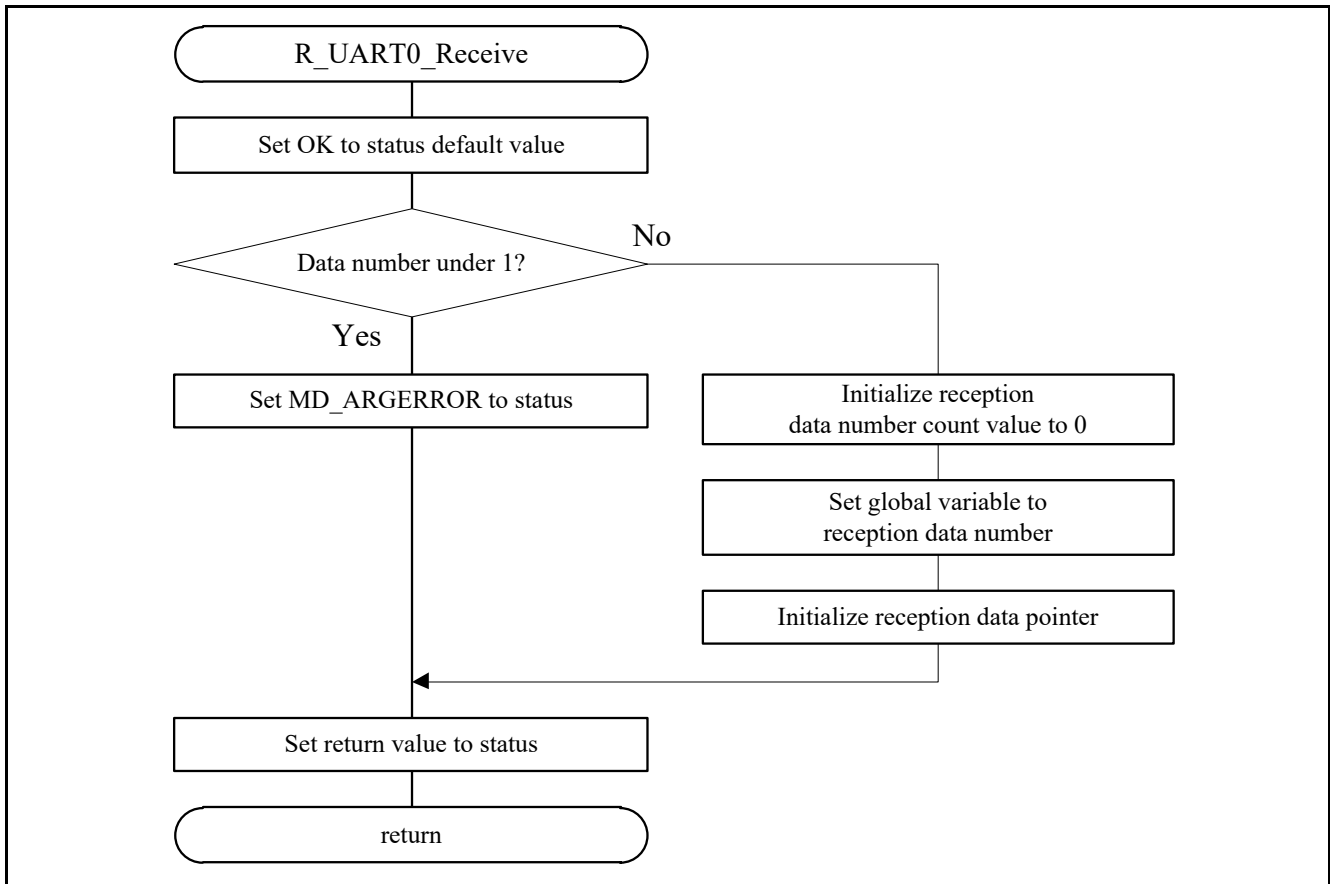 R_UART0_Receive
Set OK to status default value
Data number under 1?
No
Yes
Set MD_ARGERROR to status
Initialize reception
data number count value to 0
Set global variable to
reception data number
Initialize reception data pointer
Set return value to status
return